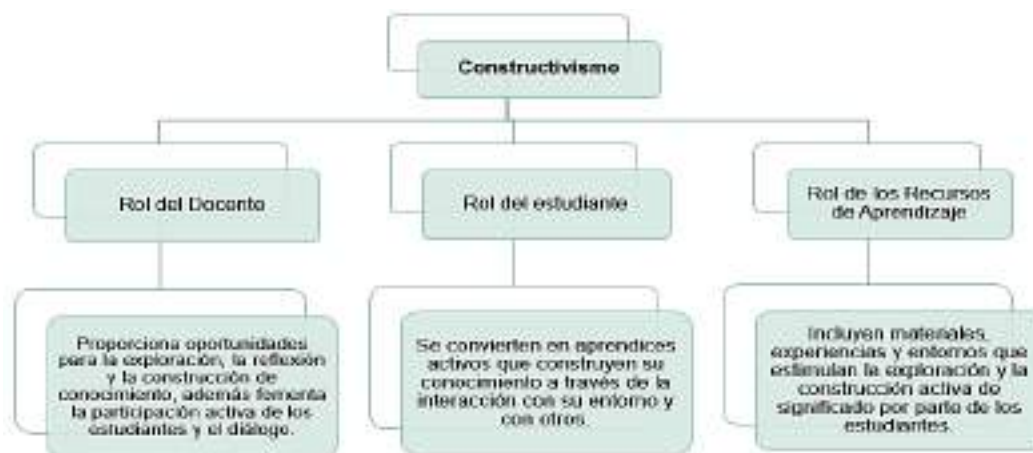 Constructivismo
Rol del Docente
Rol del estudiante
Rol de los Recursos
de Aprendizaje
Proporciona oportunidades
para la exploración, la reflexión
y la construcción de
conocimiento, además fomenta
la participación activa de los
estudiantes y el diálogo.
Se convierten en aprendices
activos que construyen su
conocimiento a través de la
interacción con su entorno y
con otros.
Incluyen materiales,
experiencias y entornos que
estimulan la exploración y la
construcción activa de
significado por parte de los
estudiantes.